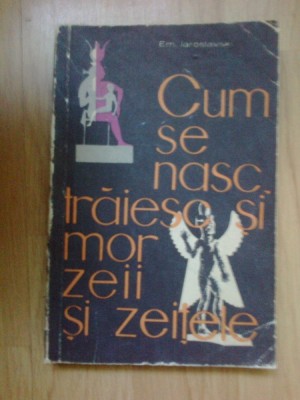 Em. Iaroslavski
Cum
se
nasc,
trăiesc și
mor
zeii
și zeițele